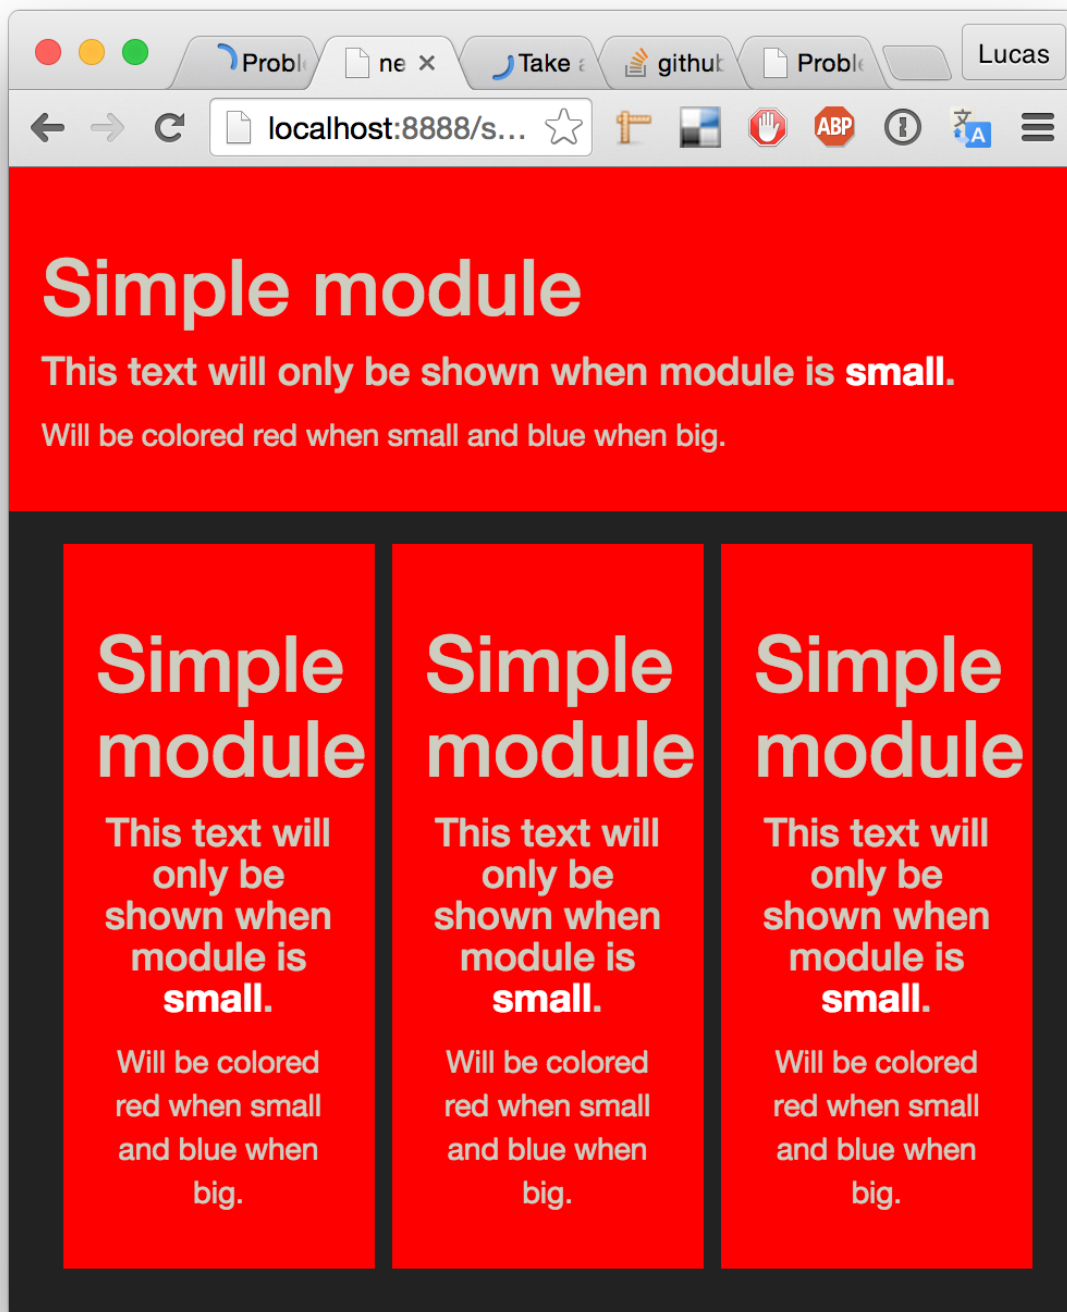 Probl
ne
Take a
github
Proble
Lucas
localhost:8888/s...
ABP
文
A
Simple module
This text will only be shown when module is small.
Will be colored red when small and blue when big.
Simple
module
This text will
only be
shown when
module is
small.
Will be colored
red when small
and blue when
big.
Simple
module
This text will
only be
shown when
module is
small.
Will be colored
red when small
and blue when
big.
Simple
module
This text will
only be
shown when
module is
small.
Will be colored
red when small
and blue when
big.